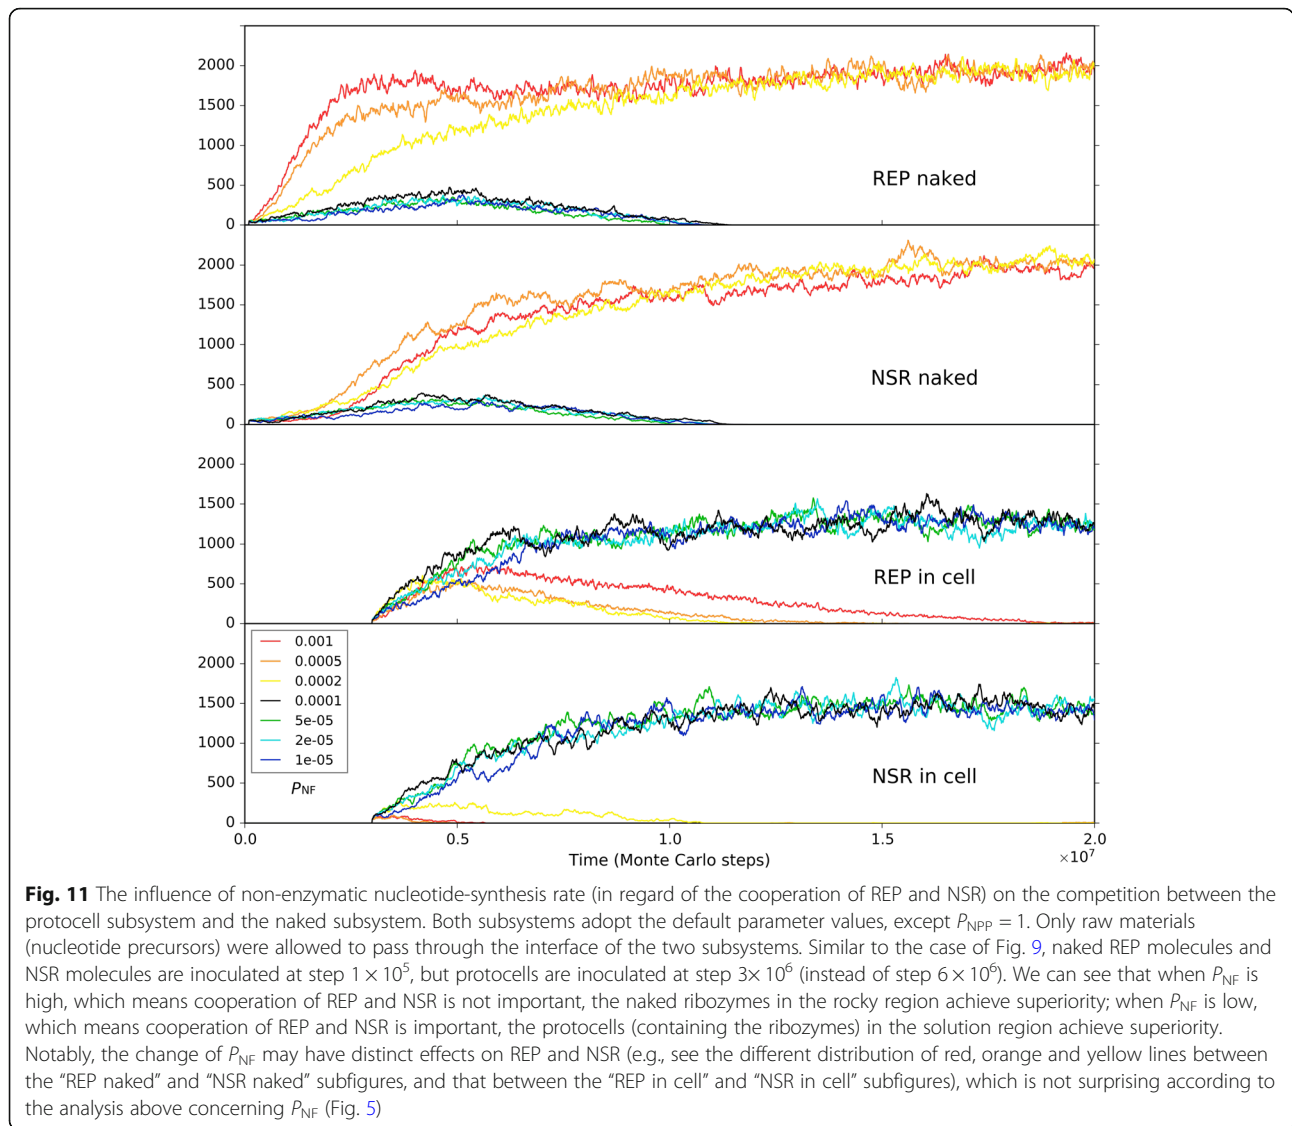 2000
1500
1000
500
0
REP naked
2000
1500
1000
500
0
NSR naked
2000
1500
1000
500
0
REP in cell
2000
1500
1000
500
0
0.001
0.0005
0.0002
0.0001
5e-05
2e-05
1e-05
PNF
NSR in cell
0.0 0.5 1.0 1.5 2.0
×10⁷
Time (Monte Carlo steps)
Fig. 11 The influence of non-enzymatic nucleotide-synthesis rate (in regard of the cooperation of REP and NSR) on the competition between the
protocell subsystem and the naked subsystem. Both subsystems adopt the default parameter values, except PNPP = 1. Only raw materials
(nucleotide precursors) were allowed to pass through the interface of the two subsystems. Similar to the case of Fig. 9, naked REP molecules and
NSR molecules are inoculated at step 1 × 10⁵, but protocells are inoculated at step 3× 10⁶ (instead of step 6 × 10⁶). We can see that when PNF is
high, which means cooperation of REP and NSR is not important, the naked ribozymes in the rocky region achieve superiority; when PNF is low,
which means cooperation of REP and NSR is important, the protocells (containing the ribozymes) in the solution region achieve superiority.
Notably, the change of PNF may have distinct effects on REP and NSR (e.g., see the different distribution of red, orange and yellow lines between
the “REP naked” and “NSR naked” subfigures, and that between the “REP in cell” and “NSR in cell” subfigures), which is not surprising according to
the analysis above concerning PNF (Fig. 5)